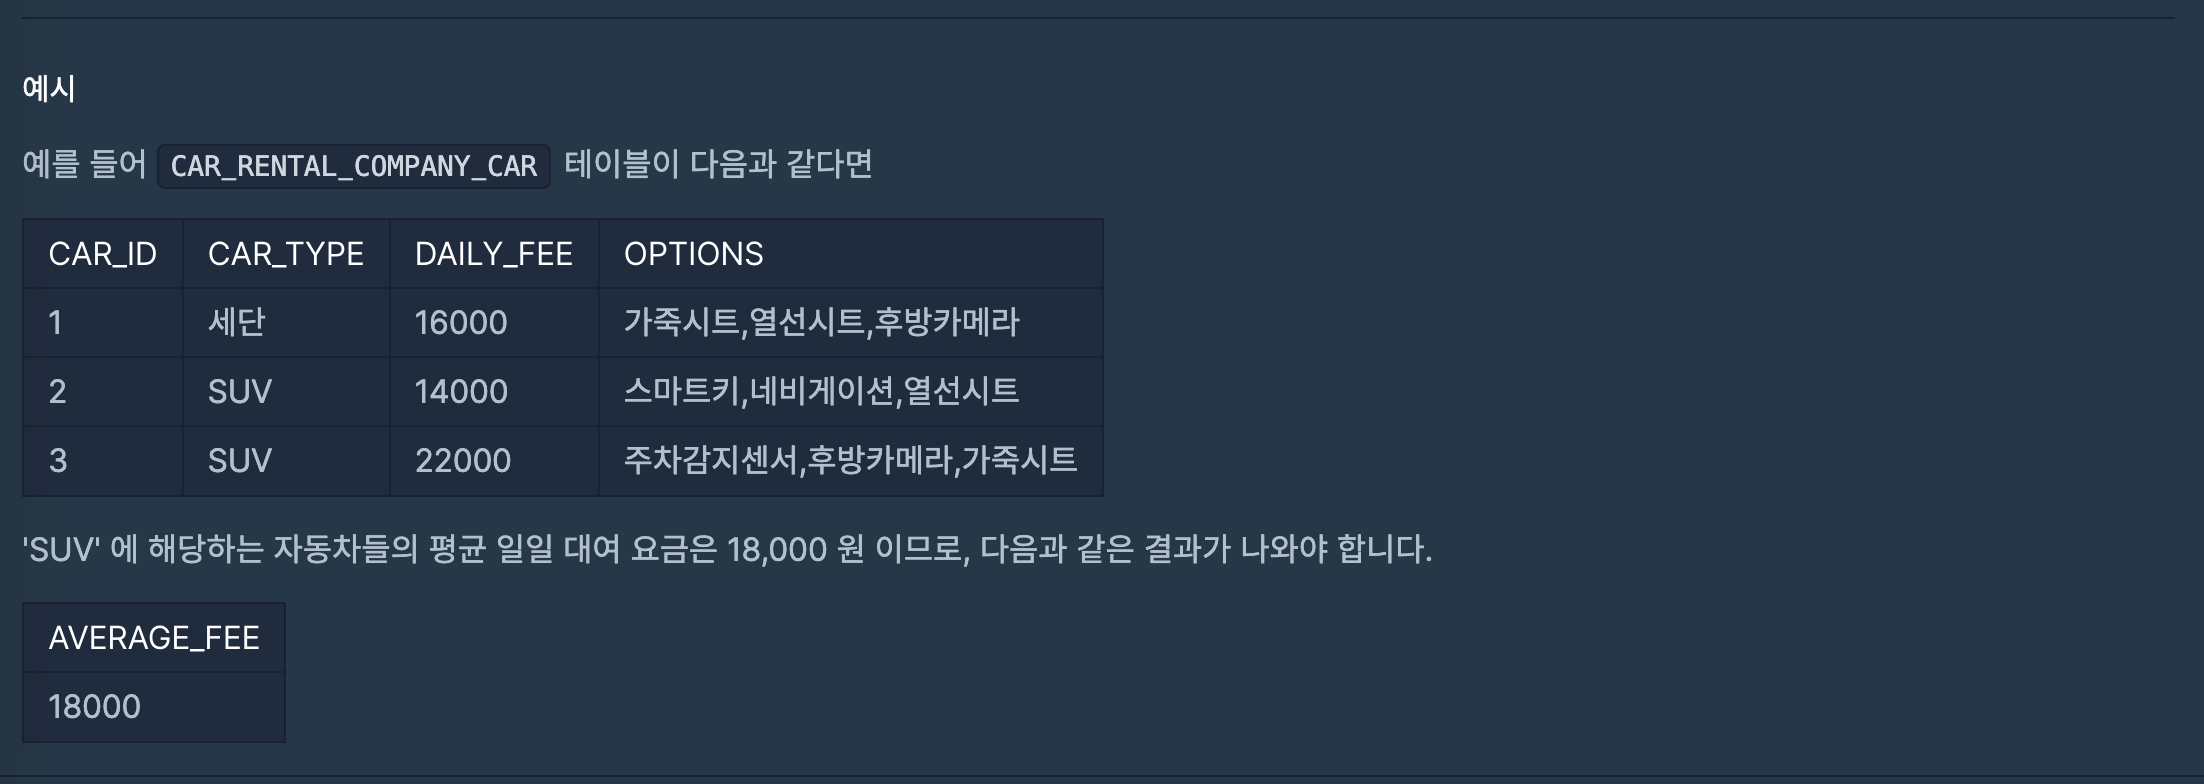 예시
예를 들어 CAR_RENTAL_COMPANY_CAR 테이블이 다음과 같다면
CAR_ID CAR_TYPE DAILY_FEE OPTIONS
1 세단 16000 가죽시트,열선시트,후방카메라
2 SUV 14000 스마트키,네비게이션,열선시트
3 SUV 22000 주차감지센서,후방카메라,가죽시트
'SUV' 에 해당하는 자동차들의 평균 일일 대여 요금은 18,000 원 이므로, 다음과 같은 결과가 나와야 합니다.
AVERAGE_FEE
18000